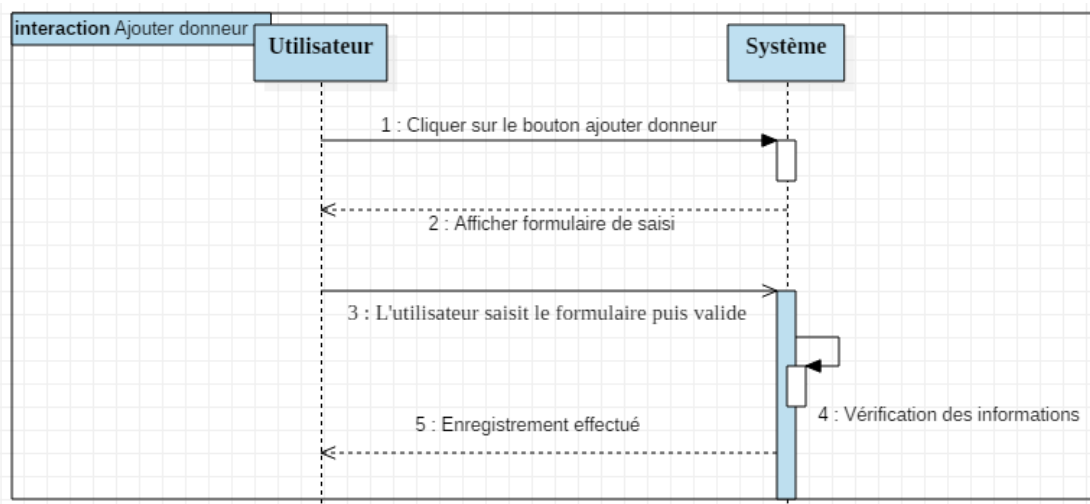 interaction Ajouter donneur
Utilisateur
Système
1 : Cliquer sur le bouton ajouter donneur
2 : Afficher formulaire de saisi
3 : L'utilisateur saisit le formulaire puis valide
4 : Vérification des informations
5 : Enregistrement effectué